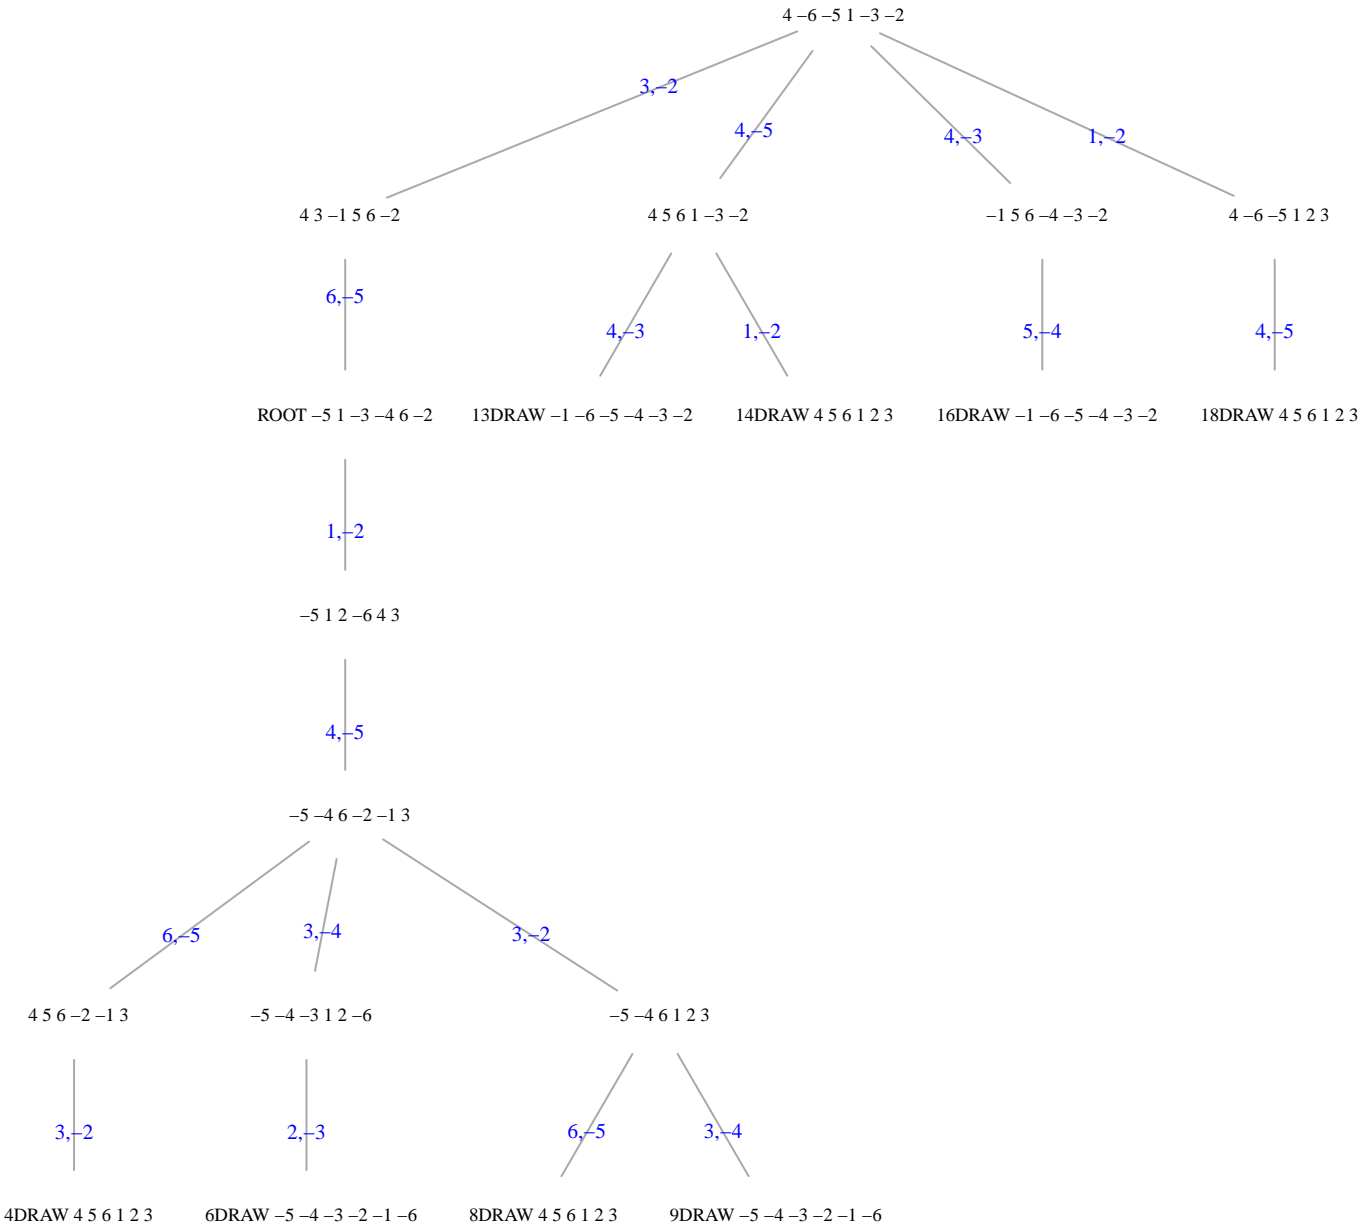 4 –6 –5 1 –3 –2
3,–2
4,–5
4,–3
1,–2
4 3 –1 5 6 –2
4 5 6 1 –3 –2
–1 5 6 –4 –3 –2
4 –6 –5 1 2 3
6,–5
4,–3
1,–2
5,–4
4,–5
ROOT –5 1 –3 –4 6 –2
13DRAW –1 –6 –5 –4 –3 –2
14DRAW 4 5 6 1 2 3
16DRAW –1 –6 –5 –4 –3 –2
18DRAW 4 5 6 1 2 3
1,–2
–5 1 2 –6 4 3
4,–5
–5 –4 6 –2 –1 3
6,–5
3,–4
3,–2
4 5 6 –2 –1 3
–5 –4 –3 1 2 –6
–5 –4 6 1 2 3
3,–2
2,–3
6,–5
3,–4
4DRAW 4 5 6 1 2 3
6DRAW –5 –4 –3 –2 –1 –6
8DRAW 4 5 6 1 2 3
9DRAW –5 –4 –3 –2 –1 –6